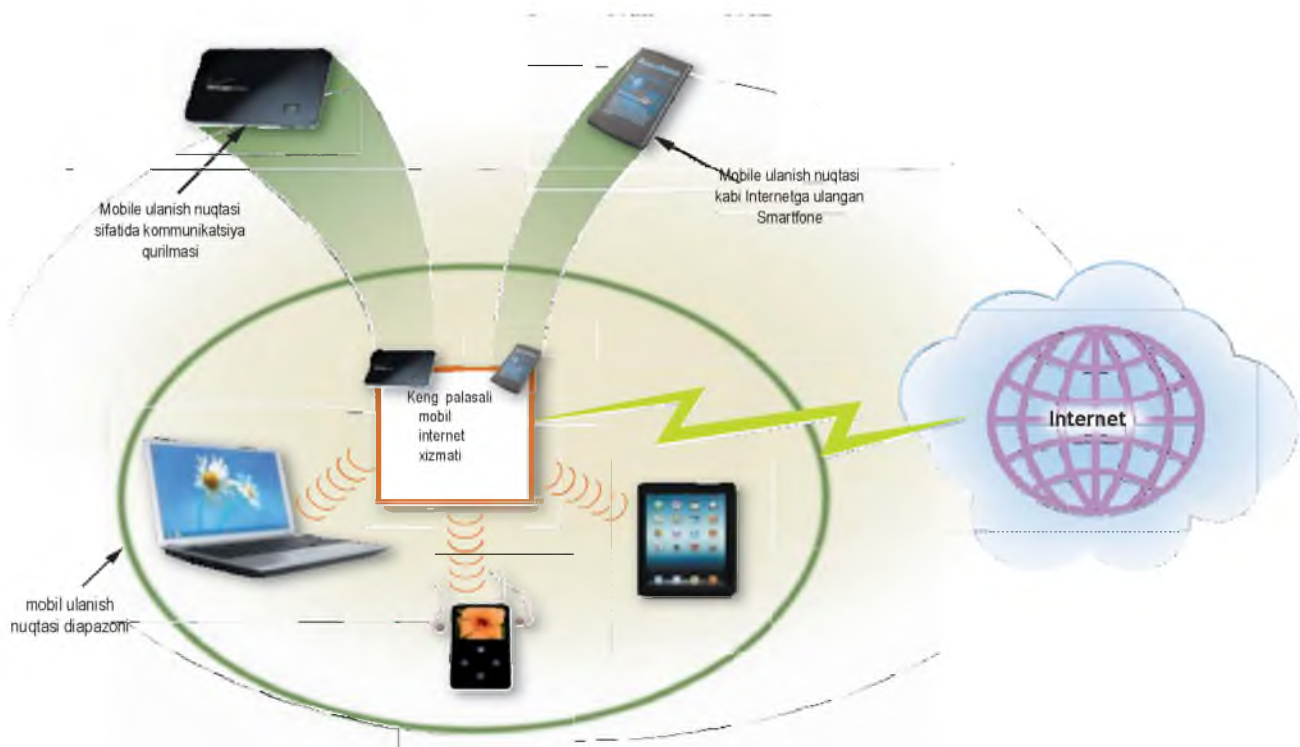 Mobile ulanish nuqtasi
sifatida kommunikatsiya
qurilmasi
Mobile ulanish nuqtasi
kabi Internetga ulangan
Smartfone
Keng palasali
mobil
internet
xizmati
Internet
mobil ulanish
nuqtasi diapazoni